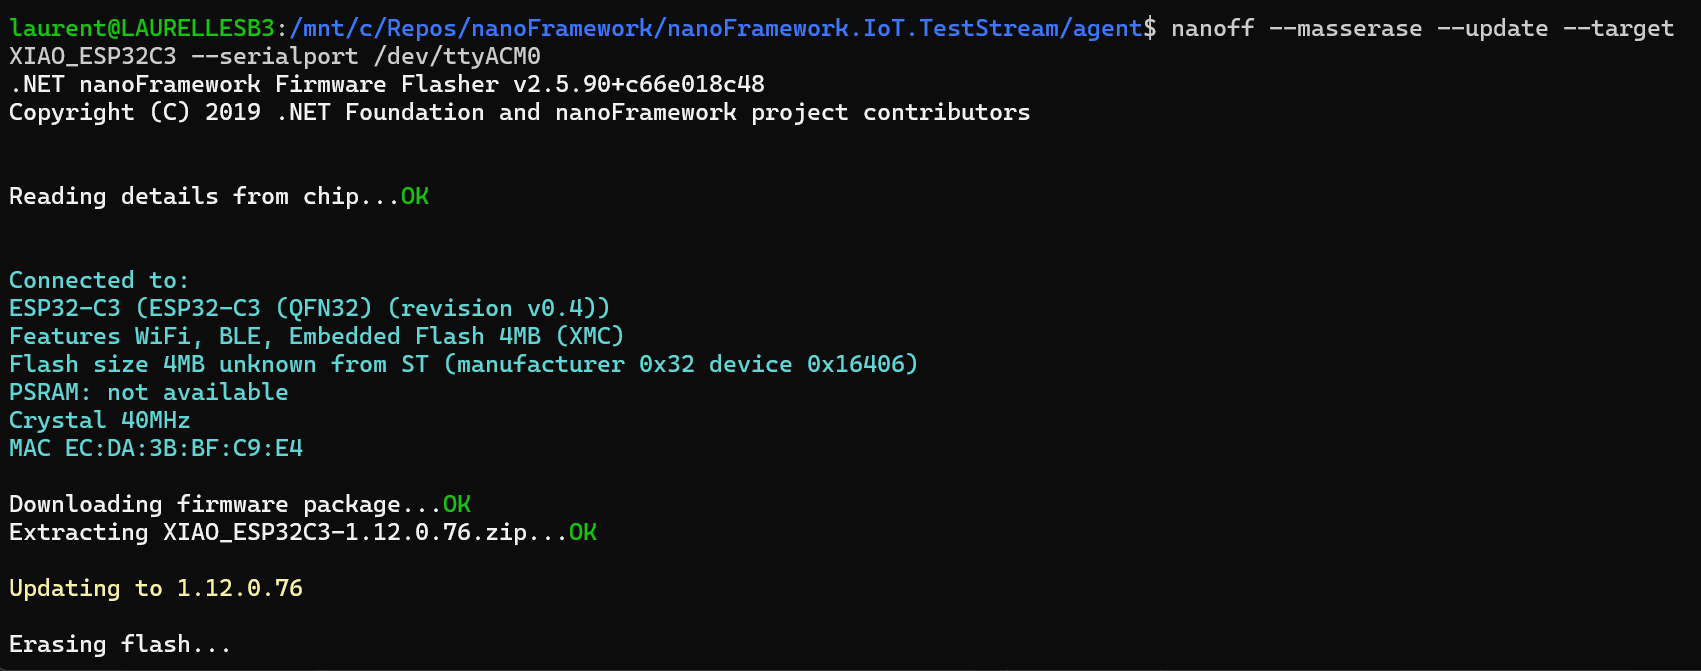 laurent@LAURELLESB3:/mnt/c/Repos/nanoFramework/nanoFramework.IoT.TestStream/agent$ nanoff --masserase --update --target
XIAO_ESP32C3 --serialport /dev/ttyACM0
.NET nanoFramework Firmware Flasher v2.5.90+c66e018c48
Copyright (C) 2019 .NET Foundation and nanoFramework project contributors
Reading details from chip...OK
Connected to:
ESP32-C3 (ESP32-C3 (QFN32) (revision v0.4))
Features WiFi, BLE, Embedded Flash 4MB (XMC)
Flash size 4MB unknown from ST (manufacturer 0x32 device 0x16406)
PSRAM: not available
Crystal 40MHz
MAC EC:DA:3B:BF:C9:E4
Downloading firmware package...OK
Extracting XIAO_ESP32C3-1.12.0.76.zip...OK
Updating to 1.12.0.76
Erasing flash...